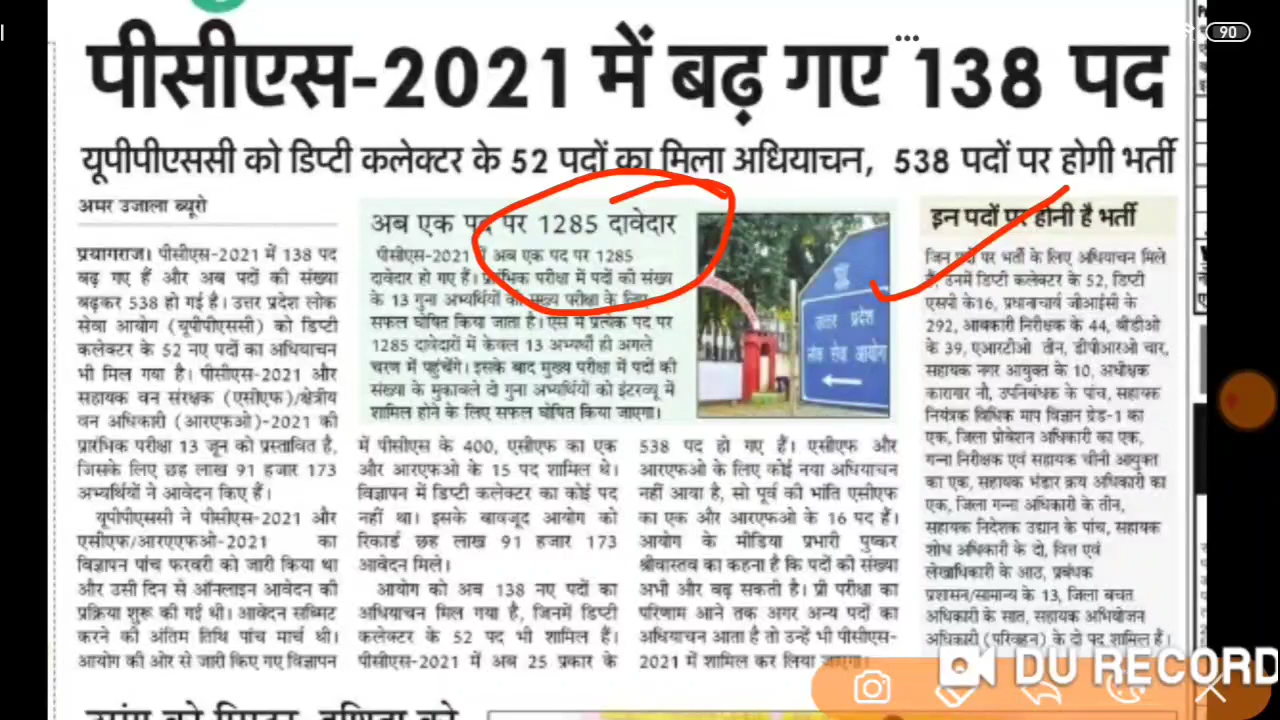 90
पीसीएस-2021 में बढ़ गए 138 पद
यूपीपीएससी को डिप्टी कलेक्टर के 52 पदों का मिला अधियाचन, 538 पदों पर होगी भर्ती
अमर उजाला ब्यूरो
प्रयागराज। पीसीएस-2021 में 138 पद
बढ़ गए हैं और अब पदों की संख्या
बढ़कर 538 हो गई है। उत्तर प्रदेश लोक
सेवा आयोग (यूपीपीएससी) को डिप्टी
कलेक्टर के 52 नए पदों का अधियाचन
भी मिल गया है। पीसीएस-2021 और
सहायक वन संरक्षक (एसीएफ)/क्षेत्रीय
वन अधिकारी (आरएफओ)-2021 की
प्रारंभिक परीक्षा 13 जून को प्रस्तावित है,
जिसके लिए छह लाख 91 हजार 173
अभ्यर्थियों ने आवेदन किए हैं।
यूपीपीएससी ने पीसीएस-2021 और
एसीएफ/आरएएफओ-2021 का
विज्ञापन पांच फरवरी को जारी किया था
और उसी दिन से ऑनलाइन आवेदन की
प्रक्रिया शुरू की गई थी। आवेदन सब्मिट
करने की अंतिम तिथि पांच मार्च थी।
आयोग की ओर से जारी किए गए विज्ञापन
अब एक पद पर 1285 दावेदार
पीसीएस-2021 में अब एक पद पर 1285
दावेदार हो गए हैं। प्रारंभिक परीक्षा में पदों की संख्य
के 13 गुना अभ्यर्थियों को मुख्य परीक्षा के लिए
सफल घोषित किया जाता है। ऐसे में प्रत्येक पद पर
1285 दावेदारों में केवल 13 अभ्यर्थी ही अगले
चरण में पहुंचेंगे। इसके बाद मुख्य परीक्षा में पदों की
संख्या के मुकाबले दो गुना अभ्यर्थियों को इंटरव्यू में
शामिल होने के लिए सफल घोषित किया जाएगा।
उत्तर प्रदेश
लोक सेवा आयोग
में पीसीएस के 400, एसीएफ का एक
और आरएफओ के 15 पद शामिल थे।
विज्ञापन में डिप्टी कलेक्टर का कोई पद
नहीं था। इसके बावजूद आयोग को
रिकार्ड छह लाख 91 हजार 173
आवेदन मिले।
आयोग को अब 138 नए पदों का
अधियाचन मिल गया है, जिनमें डिप्टी
कलेक्टर के 52 पद भी शामिल हैं।
पीसीएस-2021 में अब 25 प्रकार के
538 पद हो गए हैं। एसीएफ और
आरएफओ के लिए कोई नया अधियाचन
नहीं आया है, सो पूर्व की भांति एसीएफ
का एक और आरएफओ के 16 पद हैं।
आयोग के मीडिया प्रभारी पुष्कर
श्रीवास्तव का कहना है कि पदों की संख्या
अभी और बढ़ सकती है। प्री परीक्षा का
परिणाम आने तक अगर अन्य पदों का
अधियाचन आता है तो उन्हें भी पीसीएस-
2021 में शामिल कर लिया जाएगा।
इन पदों पर होनी है भर्ती
जिन पदों पर भर्ती के लिए अधियाचन मिले
हैं, उनमें डिप्टी कलेक्टर के 52, डिप्टी
एसपी के16, प्रधानाचार्य जीआईसी के
292, आबकारी निरीक्षक के 44, बीडीओ
के 39, एआरटीओ तीन, डीपीआरओ चार,
सहायक नगर आयुक्त के 10, अधीक्षक
कारागार नौ, उपनिबंधक के पांच, सहायक
नियंत्रक विधिक माप विज्ञान ग्रेड-1 का
एक, जिला प्रोबेशन अधिकारी का एक,
गन्ना निरीक्षक एवं सहायक चीनी आयुक्त
का एक, सहायक भंडार क्रय अधिकारी का
एक, जिला गन्ना अधिकारी के तीन,
सहायक निदेशक उद्यान के पांच, सहायक
शोध अधिकारी के दो, वित्त एवं
लेखाधिकारी के आठ, प्रबंधक
प्रशासन/सामान्य के 13, जिला बचत
अधिकारी के सात, सहायक अभियोजन
अधिकारी (परिवहन) के दो पद शामिल हैं।
DU RECORD